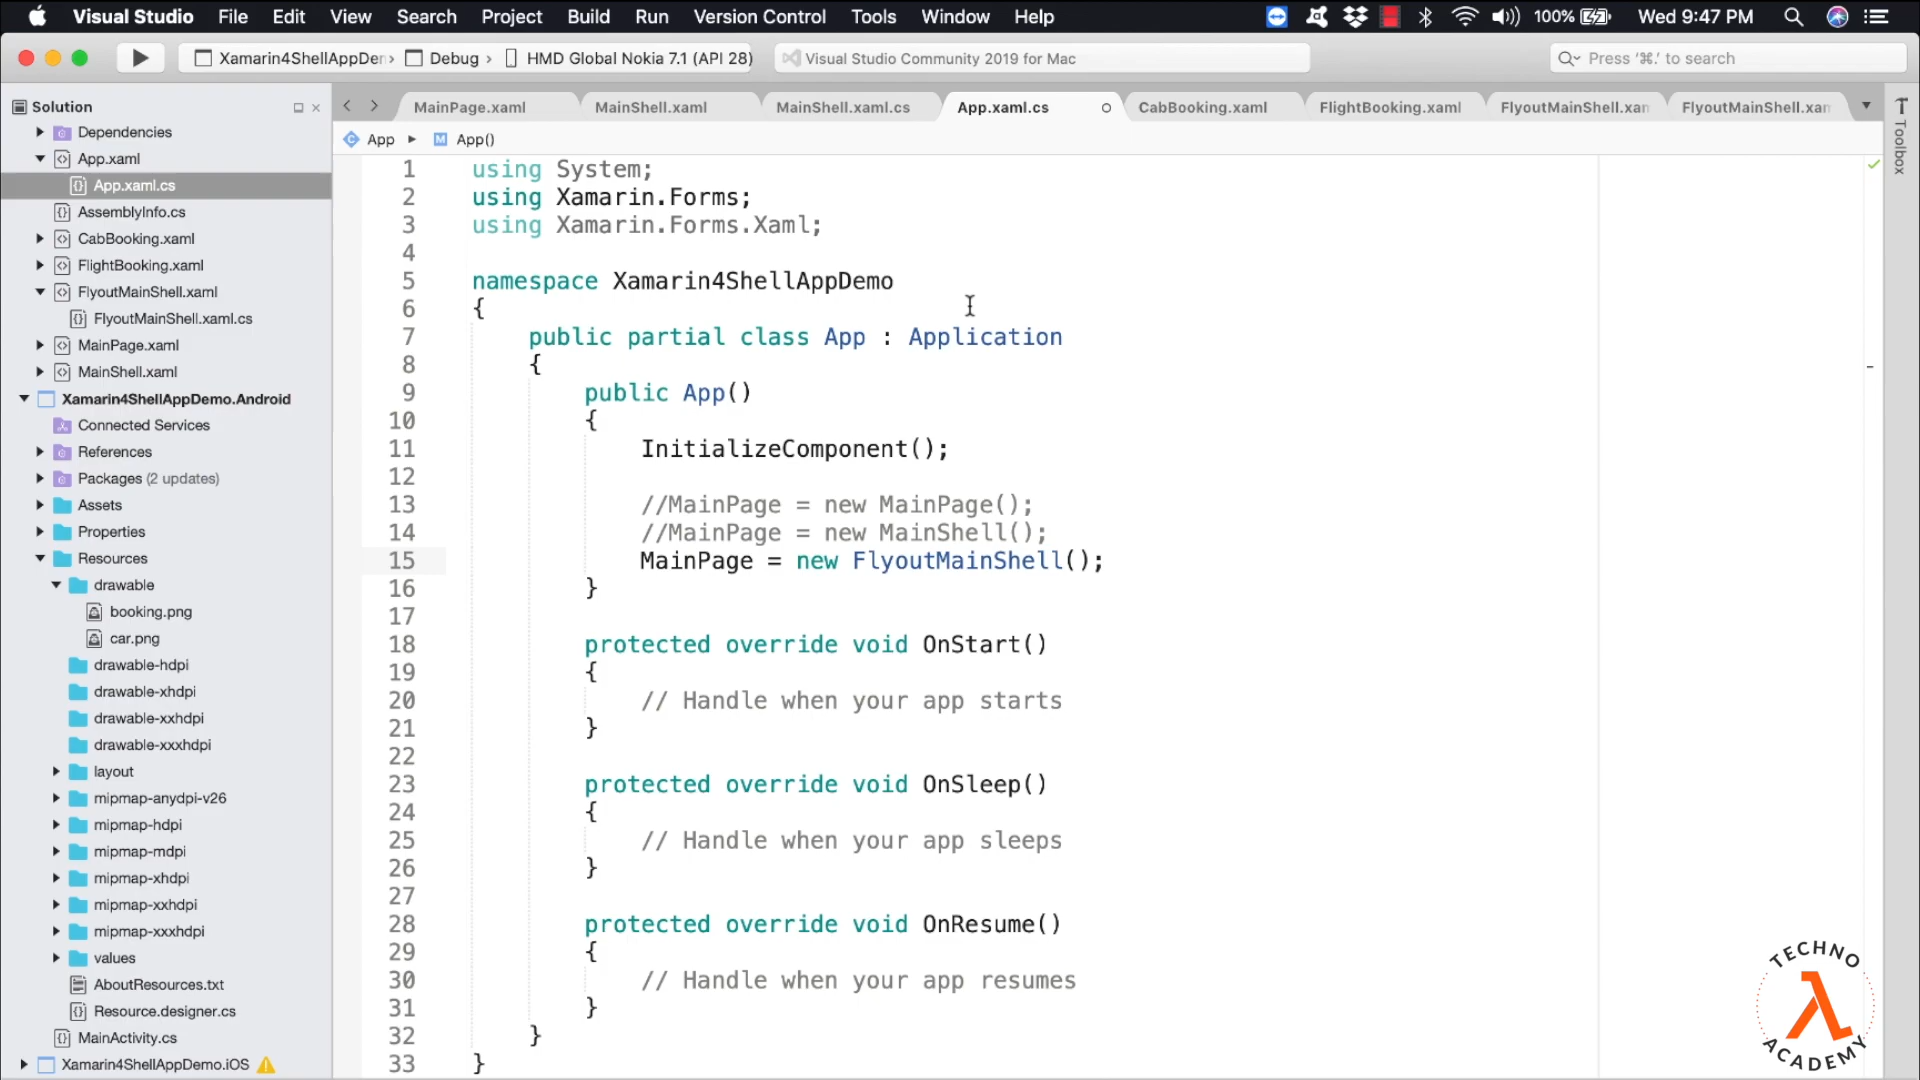 Visual Studio File Edit View Search Project Build Run Version Control Tools Window Help 100% Wed 9:47 PM
Xamarin4ShellAppDer › Debug › HMD Global Nokia 7.1 (API 28) Visual Studio Community 2019 for Mac Press ‘⌘.’ to search
Solution
Dependencies
App.xaml
App.xaml.cs
AssemblyInfo.cs
CabBooking.xaml
FlightBooking.xaml
FlyoutMainShell.xaml
FlyoutMainShell.xaml.cs
MainPage.xaml
MainShell.xaml
Xamarin4ShellAppDemo.Android
Connected Services
References
Packages (2 updates)
Assets
Properties
Resources
drawable
booking.png
car.png
drawable-hdpi
drawable-xhdpi
drawable-xxhdpi
drawable-xxxhdpi
layout
mipmap-anydpi-v26
mipmap-hdpi
mipmap-mdpi
mipmap-xhdpi
mipmap-xxhdpi
mipmap-xxxhdpi
values
AboutResources.txt
Resource.designer.cs
MainActivity.cs
Xamarin4ShellAppDemo.iOS
MainPage.xaml MainShell.xaml MainShell.xaml.cs App.xaml.cs CabBooking.xaml FlightBooking.xaml FlyoutMainShell.xan FlyoutMainShell.xan
App App()
1 using System;
2 using Xamarin.Forms;
3 using Xamarin.Forms.Xaml;
4
5 namespace Xamarin4ShellAppDemo
6 {
7 public partial class App : Application
8 {
9 public App()
10 {
11 InitializeComponent();
12
13 //MainPage = new MainPage();
14 //MainPage = new MainShell();
15 MainPage = new FlyoutMainShell();
16 }
17
18 protected override void OnStart()
19 {
20 // Handle when your app starts
21 }
22
23 protected override void OnSleep()
24 {
25 // Handle when your app sleeps
26 }
27
28 protected override void OnResume()
29 {
30 // Handle when your app resumes
31 }
32 }
33 }
Toolbox
TECHNO
ACADEMY